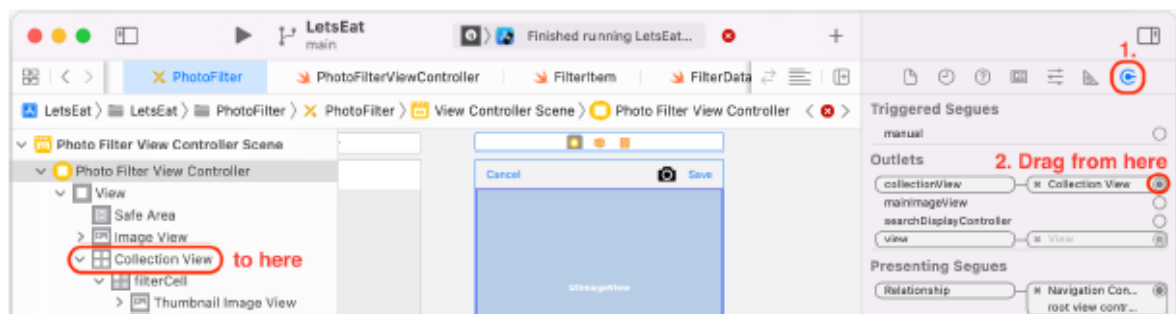 LetsEat
main
Finished running LetsEat...
1.
PhotoFilter
PhotoFilterViewController
FilterItem
FilterData
LetsEat
LetsEat
PhotoFilter
PhotoFilter
View Controller Scene
Photo Filter View Controller
Photo Filter View Controller Scene
Photo Filter View Controller
View
Safe Area
Image View
Collection View
to here
filterCell
Thumbnail Image View
Cancel
Save
UIImageView
Triggered Segues
manual
Outlets
2. Drag from here
collectionView
Collection View
mainImageView
searchDisplayController
view
View
Presenting Segues
Relationship
Navigation Con...
root view contr...